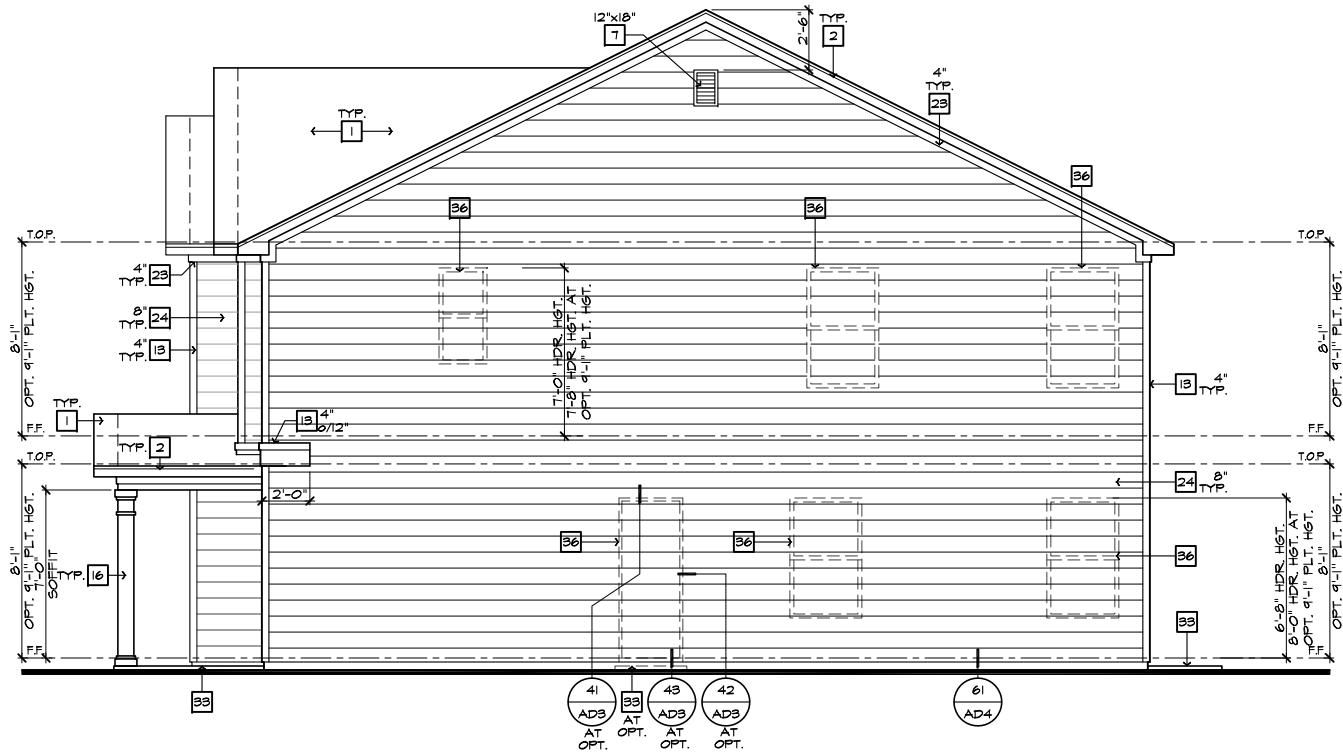 12"x18"
7
2'-6"
TYP.
2
4"
TYP.
23
TYP.
1
36
36
36
T.O.P.
T.O.P.
4"
TYP. 23
8"
TYP. 24
4"
TYP. 13
8'-1"
OPT. 9'-1" PLT. HGT.
7'-0" HDR. HGT.
7'-8" HDR. HGT. AT
OPT. 9'-1" PLT. HGT.
8'-1"
OPT. 9'-1" PLT. HGT.
13 4"
TYP.
TYP.
1
13 4"
6/12"
F.F.
F.F.
TYP. 2
T.O.P.
T.O.P.
24 8"
TYP.
2'-0"
8'-1"
OPT. 9'-1" PLT. HGT.
7'-0"
SOFFIT
36
36
36
TYP. 16
6'-8" HDR. HGT.
8'-0" HDR. HGT. AT
OPT. 9'-1" PLT. HGT.
8'-1"
OPT. 9'-1" PLT. HGT.
33
F.F.
F.F.
33
41
AD3
AT
OPT.
33
AT
OPT.
43
AD3
AT
OPT.
42
AD3
AT
OPT.
61
AD4